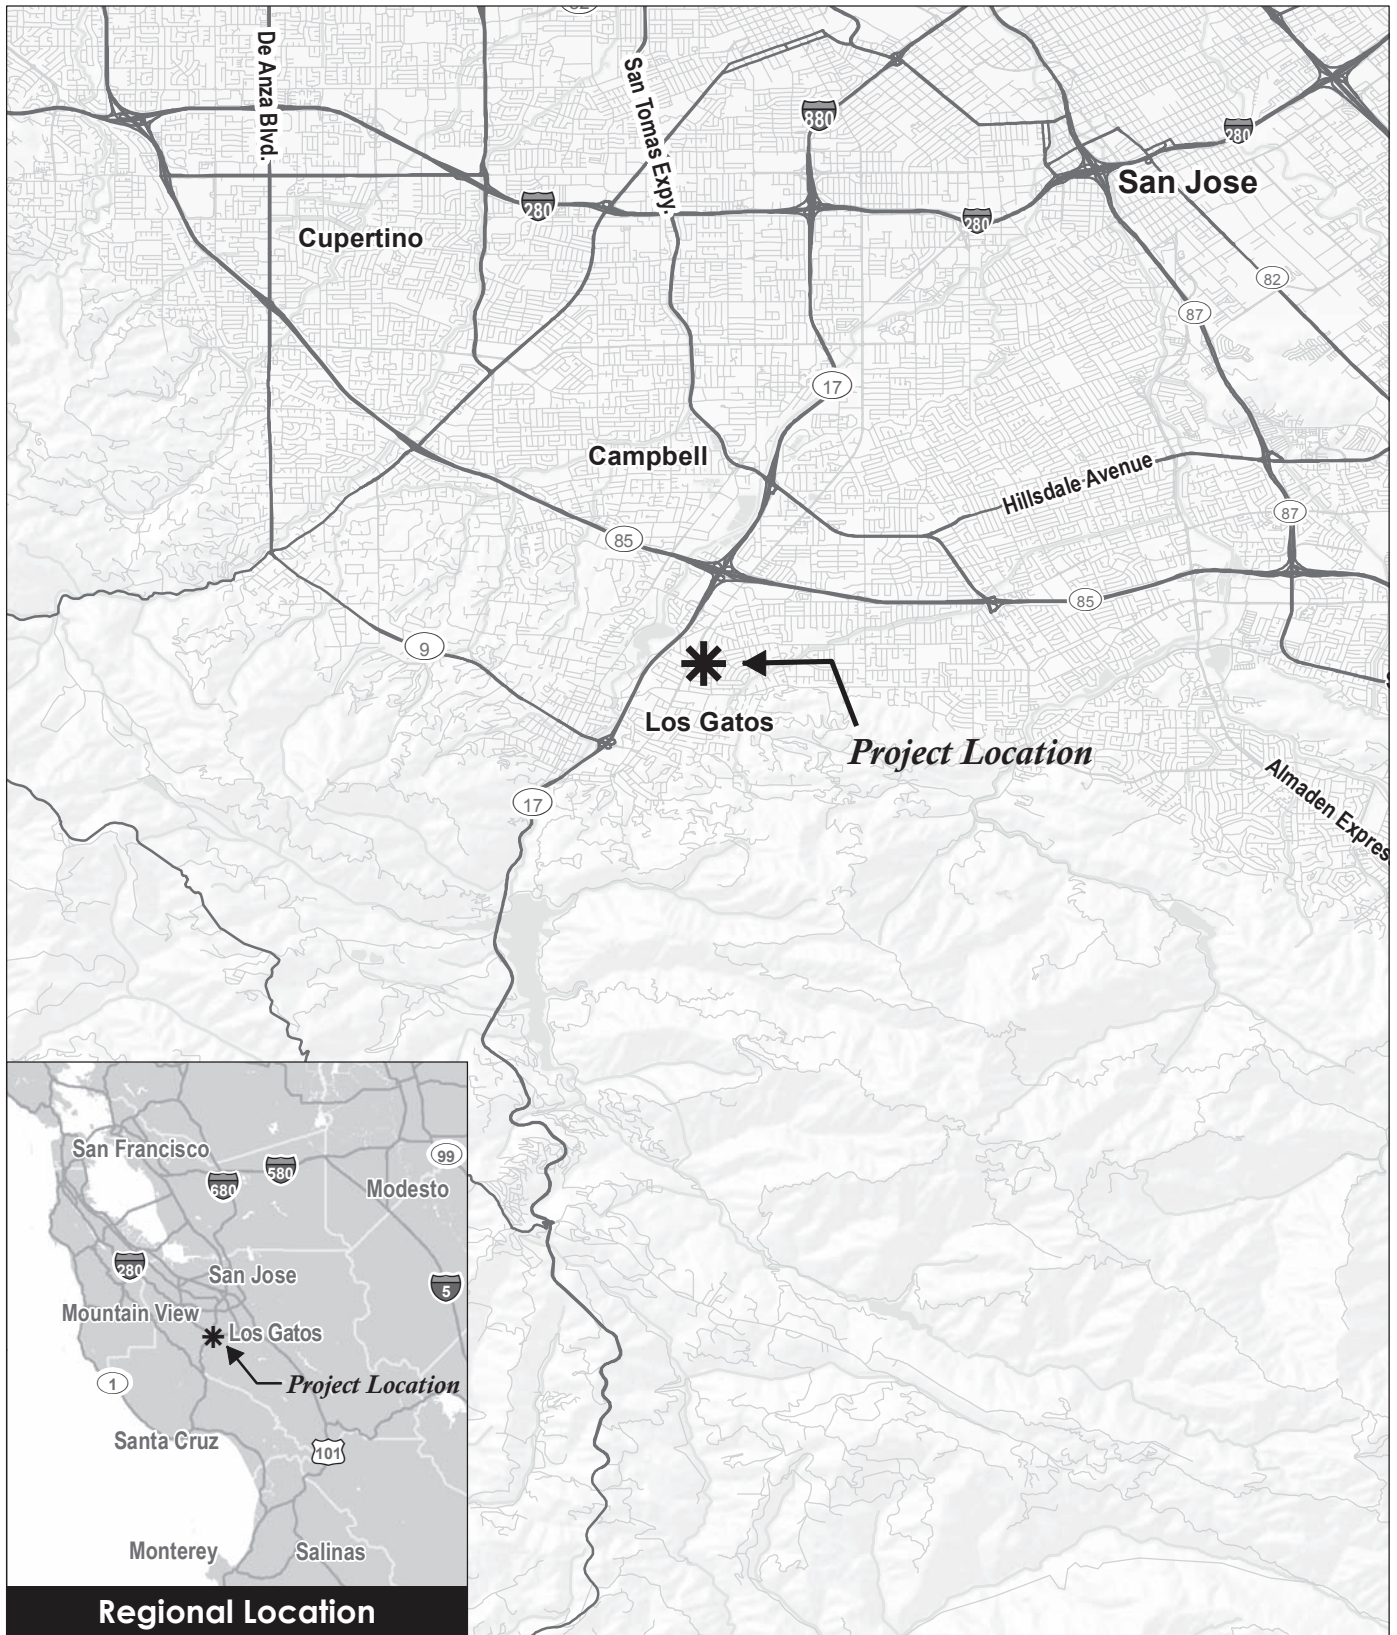 De Anza Blvd.
San Tomas Expy.
880
280
San Jose
280
280
Cupertino
82
87
17
Campbell
Hillsdale Avenue
87
85
85
9
Los Gatos
Project Location
17
Almaden Expres
San Francisco
99
580
680
Modesto
280
San Jose
5
Mountain View
Los Gatos
1
Project Location
Santa Cruz
101
Monterey
Salinas
Regional Location